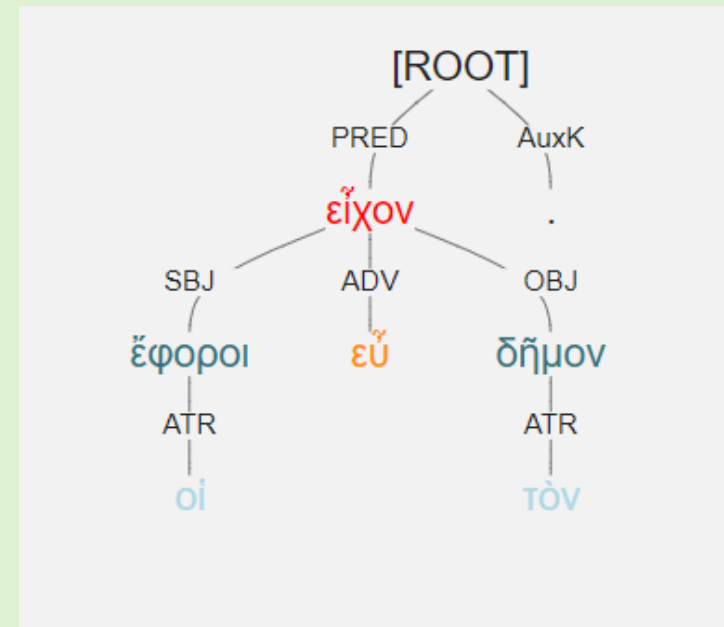 [ROOT]
PRED AuxK
εἶχον .
SBJ ADV OBJ
ἔφοροι εὖ δῆμον
ATR ATR
οἱ τὸν